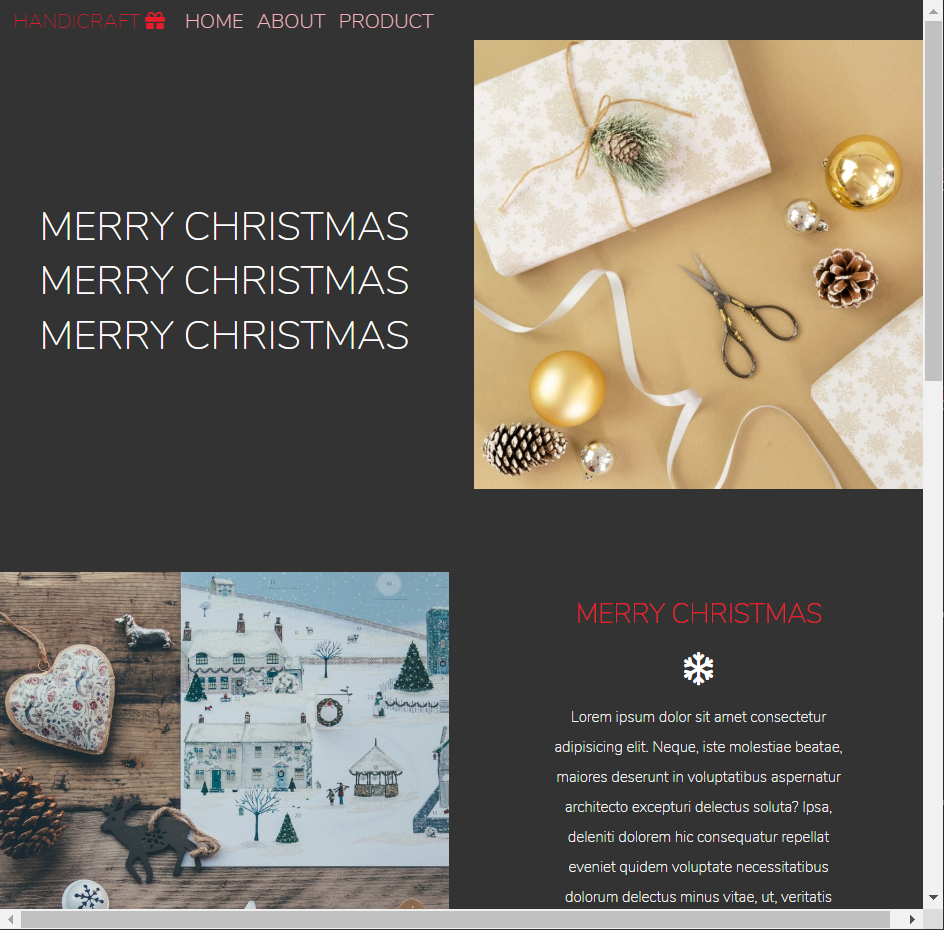 HANDICRAFT HOME ABOUT PRODUCT
MERRY CHRISTMAS
MERRY CHRISTMAS
MERRY CHRISTMAS
MERRY CHRISTMAS
Lorem ipsum dolor sit amet consectetur
adipisicing elit. Neque, iste molestiae beatae,
maiores deserunt in voluptatibus aspernatur
architecto excepturi delectus soluta? Ipsa,
deleniti dolorem hic consequatur repellat
eveniet quidem voluptate necessitatibus
dolorum delectus minus vitae, ut, veritatis